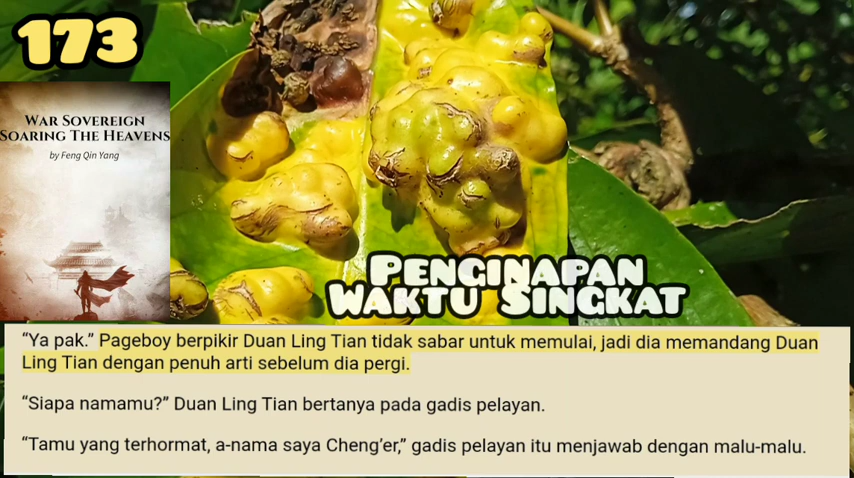 173
WAR SOVEREIGN
SOARING THE HEAVENS
by Feng Qin Yang
PENGINAPAN
WAKTU SINGKAT
“Ya pak.” Pageboy berpikir Duan Ling Tian tidak sabar untuk memulai, jadi dia memandang Duan
Ling Tian dengan penuh arti sebelum dia pergi.
“Siapa namamu?” Duan Ling Tian bertanya pada gadis pelayan.
“Tamu yang terhormat, a-nama saya Cheng’er,” gadis pelayan itu menjawab dengan malu-malu.